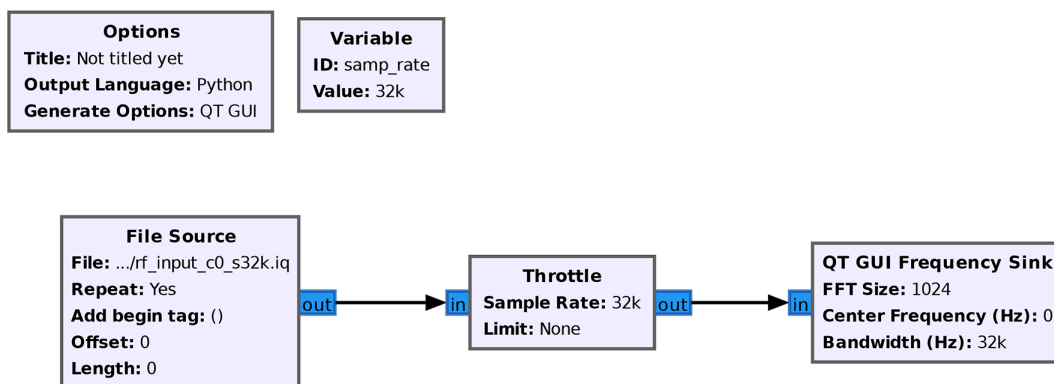 Options
Title: Not titled yet
Output Language: Python
Generate Options: QT GUI
Variable
ID: samp_rate
Value: 32k
File Source
File: .../rf_input_c0_s32k.iq
Repeat: Yes
Add begin tag: ()
Offset: 0
Length: 0
out
in
Throttle
Sample Rate: 32k
Limit: None
out
in
QT GUI Frequency Sink
FFT Size: 1024
Center Frequency (Hz): 0
Bandwidth (Hz): 32k